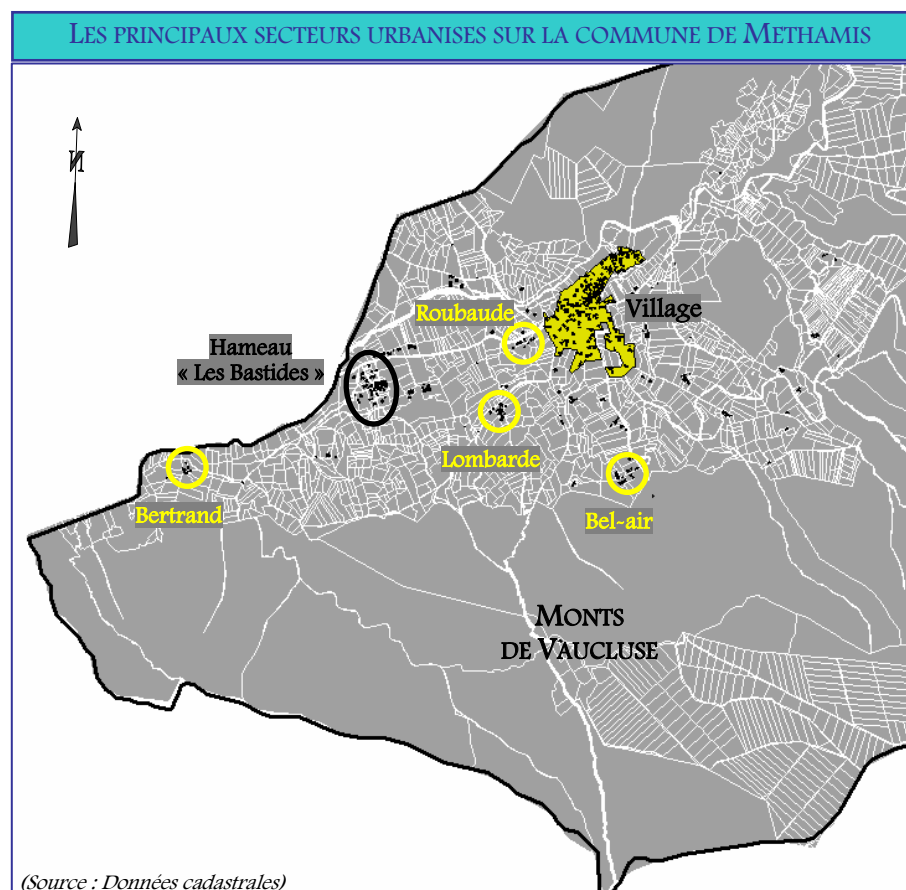 LES PRINCIPAUX SECTEURS URBANISES SUR LA COMMUNE DE METHAMIS
N
Roubaude
Village
Hameau
« Les Bastides »
Lombarde
Bertrand
Bel-air
MONTS
DE VAUCLUSE
(Source : Données cadastrales)